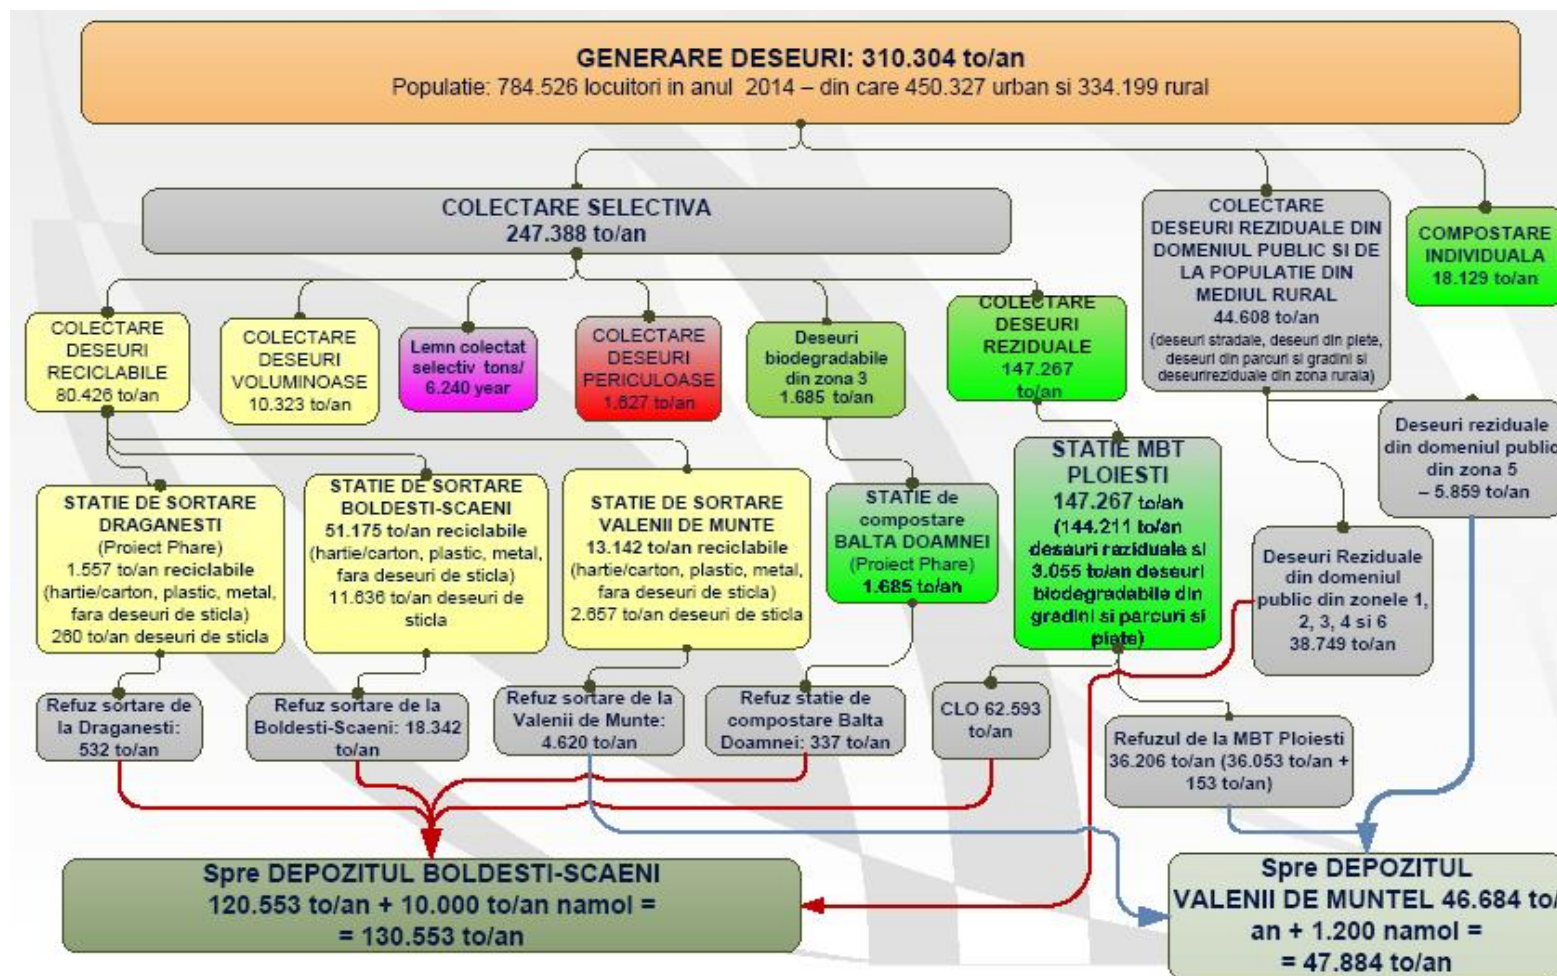 GENERARE DESEURI: 310.304 to/an
Populatie: 784.526 locuitori in anul 2014 – din care 450.327 urban si 334.199 rural
COLECTARE SELECTIVA
247.388 to/an
COLECTARE
DESEURI REZIDUALE DIN
DOMENIUL PUBLIC SI DE
LA POPULATIE DIN
MEDIUL RURAL
44.608 to/an
(deseuri stradale, deseuri din piete,
deseuri din parcuri si gradini si
deseurireziduale din zona rurala)
COMPOSTARE
INDIVIDUALA
18.129 to/an
COLECTARE
DESEURI
RECICLABILE
80.426 to/an
COLECTARE
DESEURI
VOLUMINOASE
10.323 to/an
Lemn colectat
selectiv tons/
6.240 year
COLECTARE
DESEURI
PERICULOASE
1.627 to/an
Deseuri
biodegradabile
din zona 3
1.685 to/an
COLECTARE
DESEURI
REZIDUALE
147.267
to/an
Deseuri reziduale
din domeniul public
din zona 5
– 5.859 to/an
STATIE DE SORTARE
DRAGANESTI
(Proiect Phare)
1.557 to/an reciclabile
(hartie/carton, plastic, metal,
fara deseuri de sticla)
260 to/an deseuri de sticla
STATIE DE SORTARE
BOLDESTI-SCAENI
51.175 to/an reciclabile
(hartie/carton, plastic, metal,
fara deseuri de sticla)
11.636 to/an deseuri de
sticla
STATIE DE SORTARE
VALENII DE MUNTE
13.142 to/an reciclabile
(hartie/carton, plastic, metal,
fara deseuri de sticla)
2.657 to/an deseuri de sticla
STATIE de
compostare
BALTA DOAMNEI
(Proiect Phare)
1.685 to/an
STATIE MBT
PLOIESTI
147.267 to/an
(144.211 to/an
deseuri reziduale si
3.055 to/an deseuri
biodegradabile din
gradini si parcuri si
piete)
Deseuri Reziduale
din domeniul
public din zonele 1,
2, 3, 4 si 6
38.749 to/an
Refuz sortare de
la Draganesti:
532 to/an
Refuz sortare de la
Boldesti-Scaeni: 18.342
to/an
Refuz sortare de la
Valenii de Munte:
4.620 to/an
Refuz statie de
compostare Balta
Doamnei: 337 to/an
CLO 62.593
to/an
Refuzul de la MBT Ploiesti
36.206 to/an (36.053 to/an +
153 to/an)
Spre DEPOZITUL BOLDESTI-SCAENI
120.553 to/an + 10.000 to/an namol =
= 130.553 to/an
Spre DEPOZITUL
VALENII DE MUNTEL 46.684 to/
an + 1.200 namol =
= 47.884 to/an